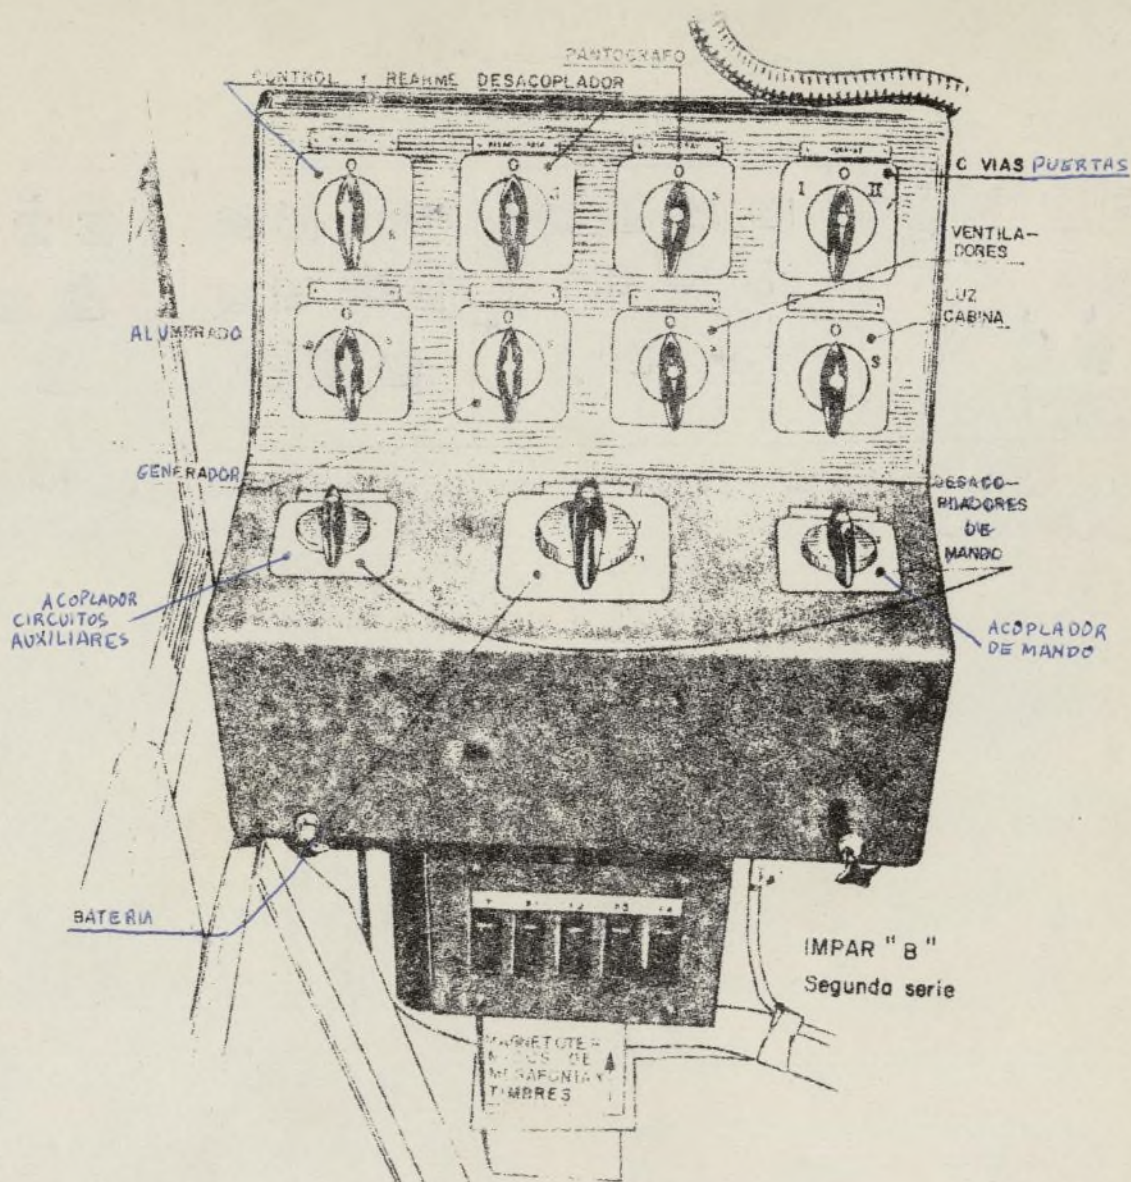 PANTOGRAFO
CONTROL Y REARME DESACOPLADOR
O
O
O
I O II
C VIAS PUERTAS
VENTILA-
DORES
LUZ
CABINA
ALUMBRADO
O
O
O
O
S
GENERADOR
DESACO-
PLADORES
DE
MANDO
ACOPLADOR
CIRCUITOS
AUXILIARES
ACOPLADOR
DE MANDO
BATERIA
IMPAR "B"
Segunda serie
MAGNETOTER
MICOS DE
MEGAFONIA Y
TIMBRES